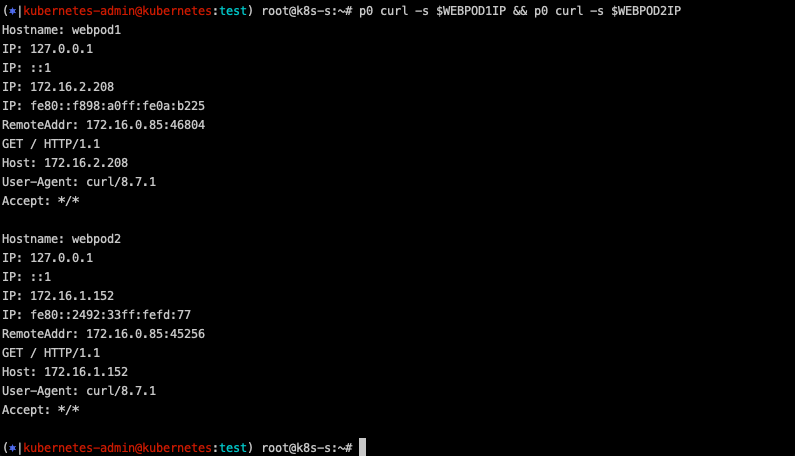 (✱|kubernetes-admin@kubernetes:test) root@k8s-s:~# p0 curl -s $WEBPOD1IP && p0 curl -s $WEBPOD2IP
Hostname: webpod1
IP: 127.0.0.1
IP: ::1
IP: 172.16.2.208
IP: fe80::f898:a0ff:fe0a:b225
RemoteAddr: 172.16.0.85:46804
GET / HTTP/1.1
Host: 172.16.2.208
User-Agent: curl/8.7.1
Accept: */*

Hostname: webpod2
IP: 127.0.0.1
IP: ::1
IP: 172.16.1.152
IP: fe80::2492:33ff:fefd:77
RemoteAddr: 172.16.0.85:45256
GET / HTTP/1.1
Host: 172.16.1.152
User-Agent: curl/8.7.1
Accept: */*

(✱|kubernetes-admin@kubernetes:test) root@k8s-s:~#